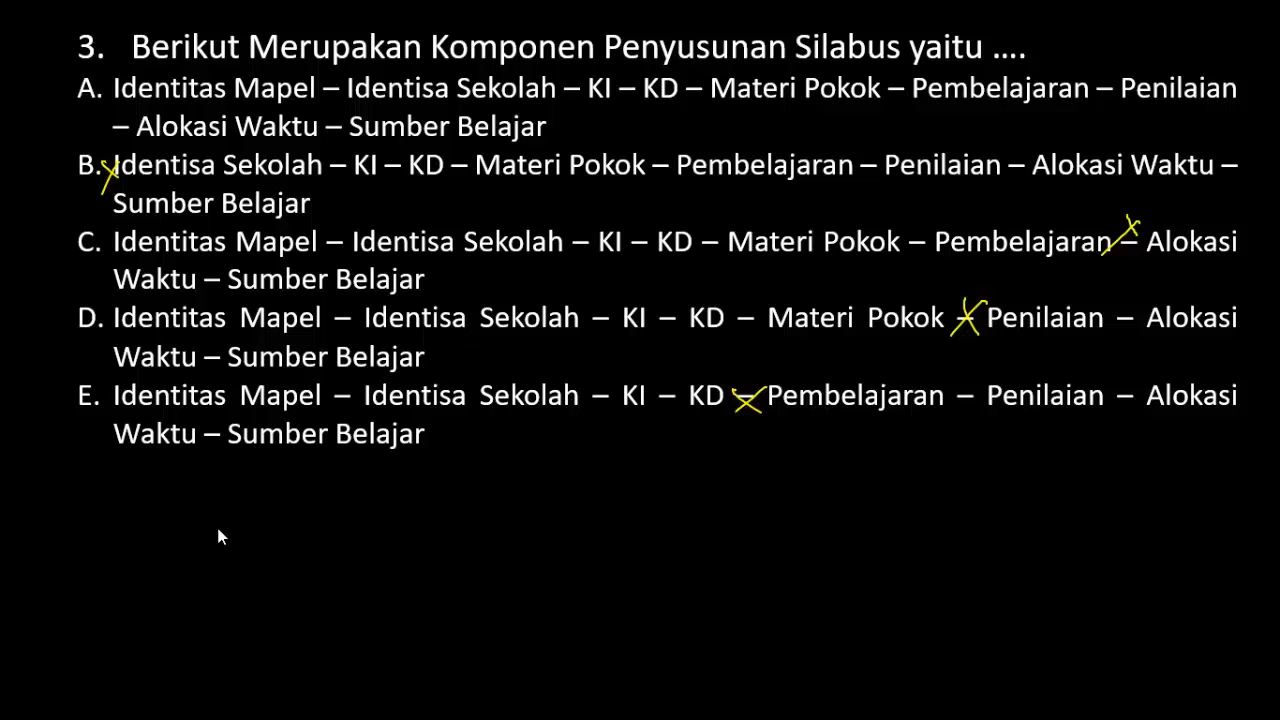 3. Berikut Merupakan Komponen Penyusunan Silabus yaitu ....
A. Identitas Mapel – Identisa Sekolah – KI – KD – Materi Pokok – Pembelajaran – Penilaian
– Alokasi Waktu – Sumber Belajar
B. Identisa Sekolah – KI – KD – Materi Pokok – Pembelajaran – Penilaian – Alokasi Waktu –
Sumber Belajar
C. Identitas Mapel – Identisa Sekolah – KI – KD – Materi Pokok – Pembelajaran – Alokasi
Waktu – Sumber Belajar
D. Identitas Mapel – Identisa Sekolah – KI – KD – Materi Pokok – Penilaian – Alokasi
Waktu – Sumber Belajar
E. Identitas Mapel – Identisa Sekolah – KI – KD – Pembelajaran – Penilaian – Alokasi
Waktu – Sumber Belajar